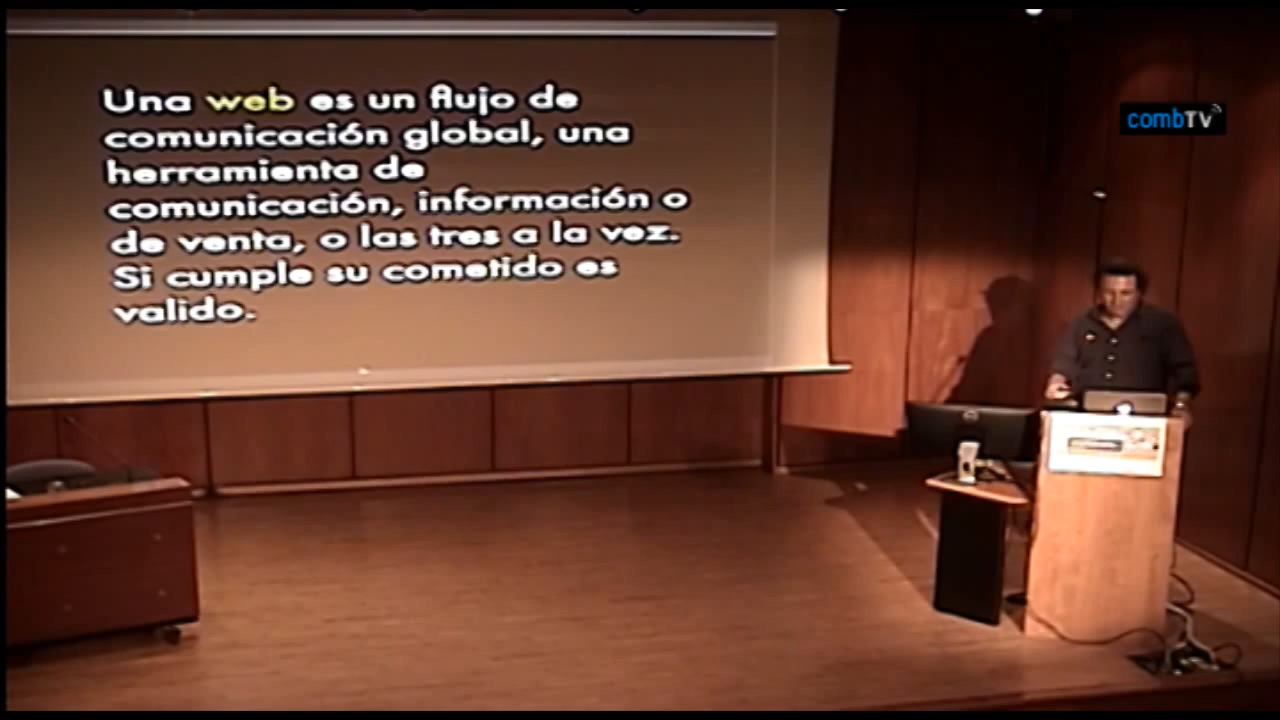 Una web es un flujo de
comunicación global, una
herramienta de
comunicación, información o
de venta, o las tres a la vez.
Si cumple su cometido es
valido.
combTv